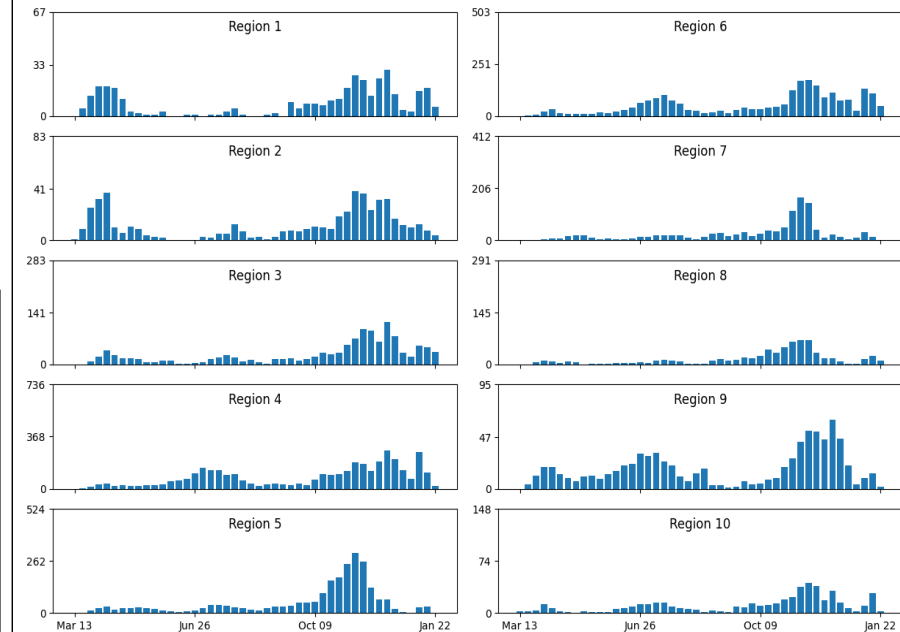 67
Region 1
33
0
83
Region 2
41
0
283
Region 3
141
0
736
Region 4
368
0
524
Region 5
262
0
Mar 13 Jun 26 Oct 09 Jan 22
503
Region 6
251
0
412
Region 7
206
0
291
Region 8
145
0
95
Region 9
47
0
148
Region 10
74
0
Mar 13 Jun 26 Oct 09 Jan 22